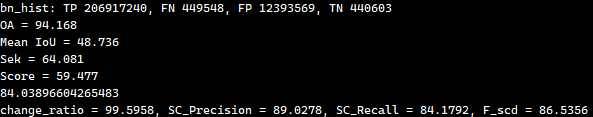 bn_hist: TP 206917240, FN 449548, FP 12393569, TN 440603
OA = 94.168
Mean IoU = 48.736
Sek = 64.081
Score = 59.477
84.03896604265483
change_ratio = 99.5958, SC_Precision = 89.0278, SC_Recall = 84.1792, F_scd = 86.5356